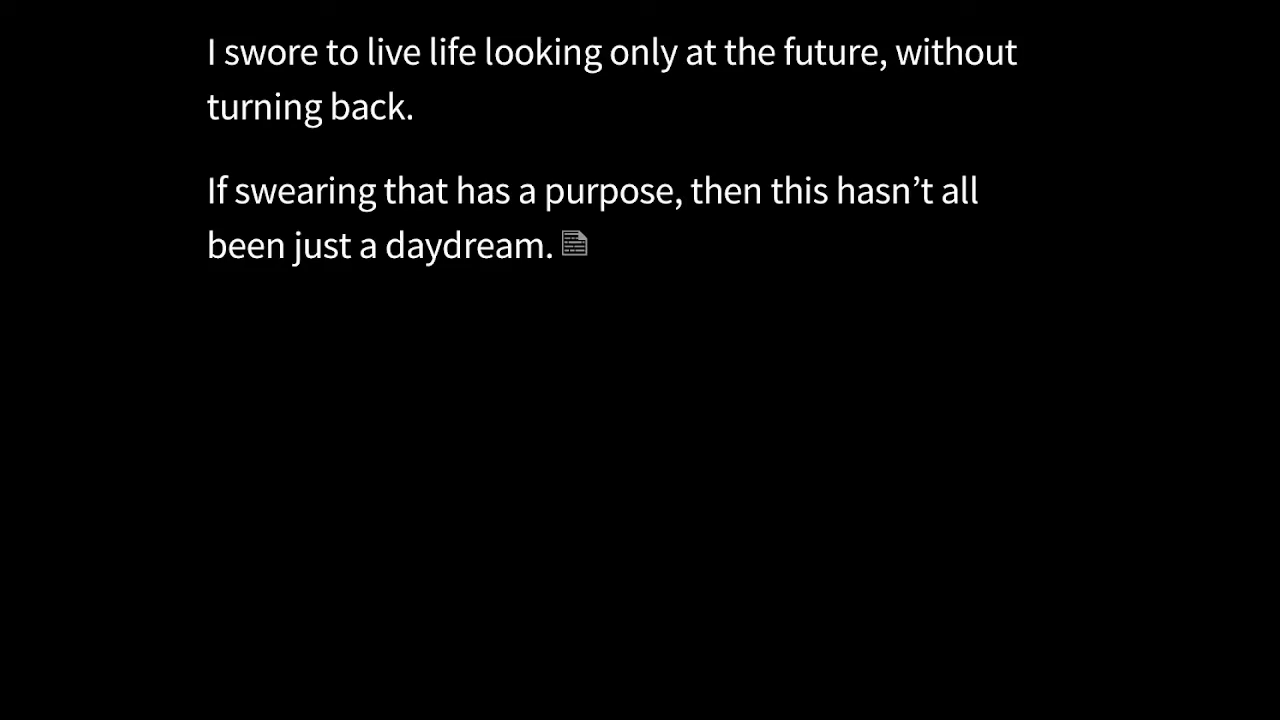 I swore to live life looking only at the future, without
turning back.
If swearing that has a purpose, then this hasn’t all
been just a daydream.